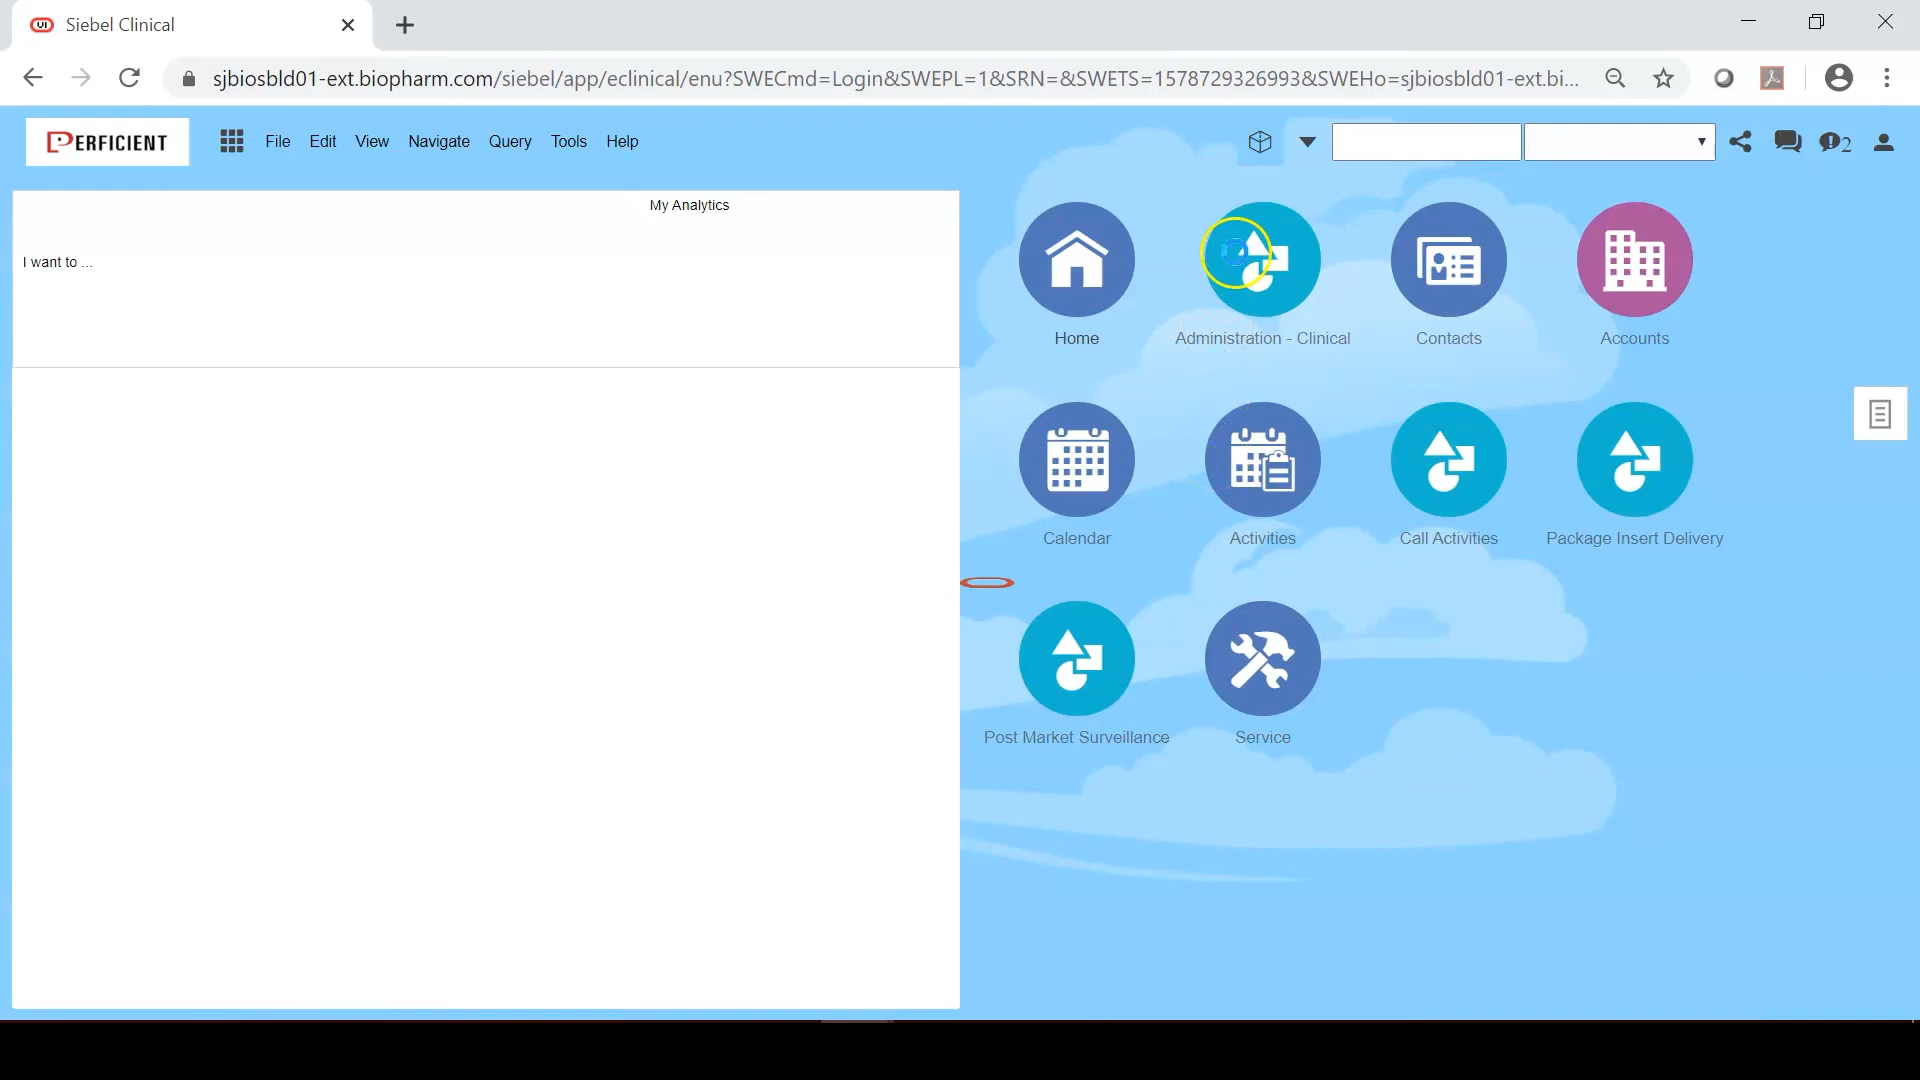 Siebel Clinical
sjbiosbld01-ext.biopharm.com/siebel/app/eclinical/enu?SWECmd=Login&SWEPL=1&SRN=&SWETS=1578729326993&SWEHo=sjbiosbld01-ext.bi...
PERFICIENT File Edit View Navigate Query Tools Help 2
My Analytics
I want to ...
Home Administration - Clinical Contacts Accounts
Calendar Activities Call Activities Package Insert Delivery
Post Market Surveillance Service